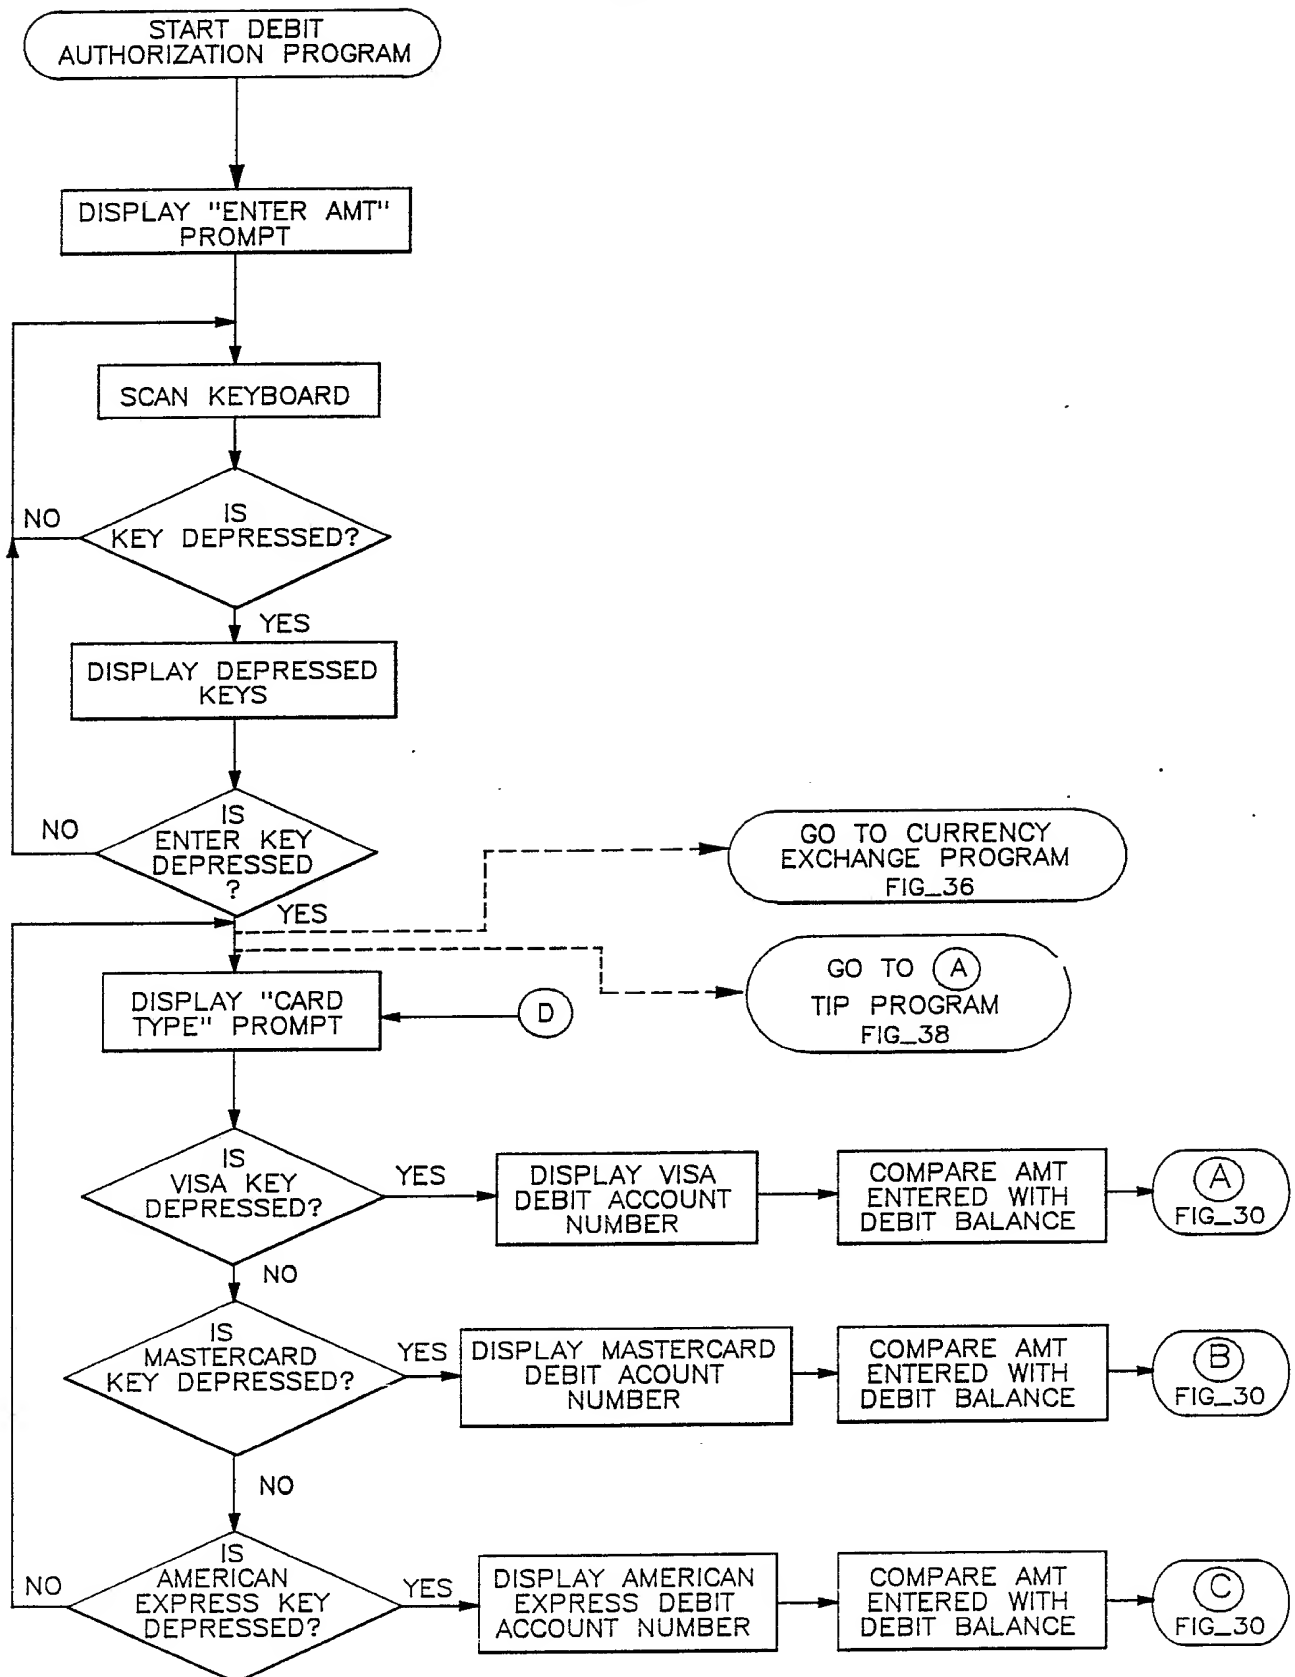 START DEBIT
AUTHORIZATION PROGRAM
DISPLAY "ENTER AMT"
PROMPT
SCAN KEYBOARD
IS
KEY DEPRESSED?
NO
YES
DISPLAY DEPRESSED
KEYS
IS
ENTER KEY
DEPRESSED
?
NO
YES
GO TO CURRENCY
EXCHANGE PROGRAM
FIG_36
GO TO A
TIP PROGRAM
FIG_38
DISPLAY "CARD
TYPE" PROMPT
D
IS
VISA KEY
DEPRESSED?
YES
DISPLAY VISA
DEBIT ACCOUNT
NUMBER
COMPARE AMT
ENTERED WITH
DEBIT BALANCE
A
FIG_30
NO
IS
MASTERCARD
KEY DEPRESSED?
YES
DISPLAY MASTERCARD
DEBIT ACOUNT
NUMBER
COMPARE AMT
ENTERED WITH
DEBIT BALANCE
B
FIG_30
NO
IS
AMERICAN
EXPRESS KEY
DEPRESSED?
NO
YES
DISPLAY AMERICAN
EXPRESS DEBIT
ACCOUNT NUMBER
COMPARE AMT
ENTERED WITH
DEBIT BALANCE
C
FIG_30